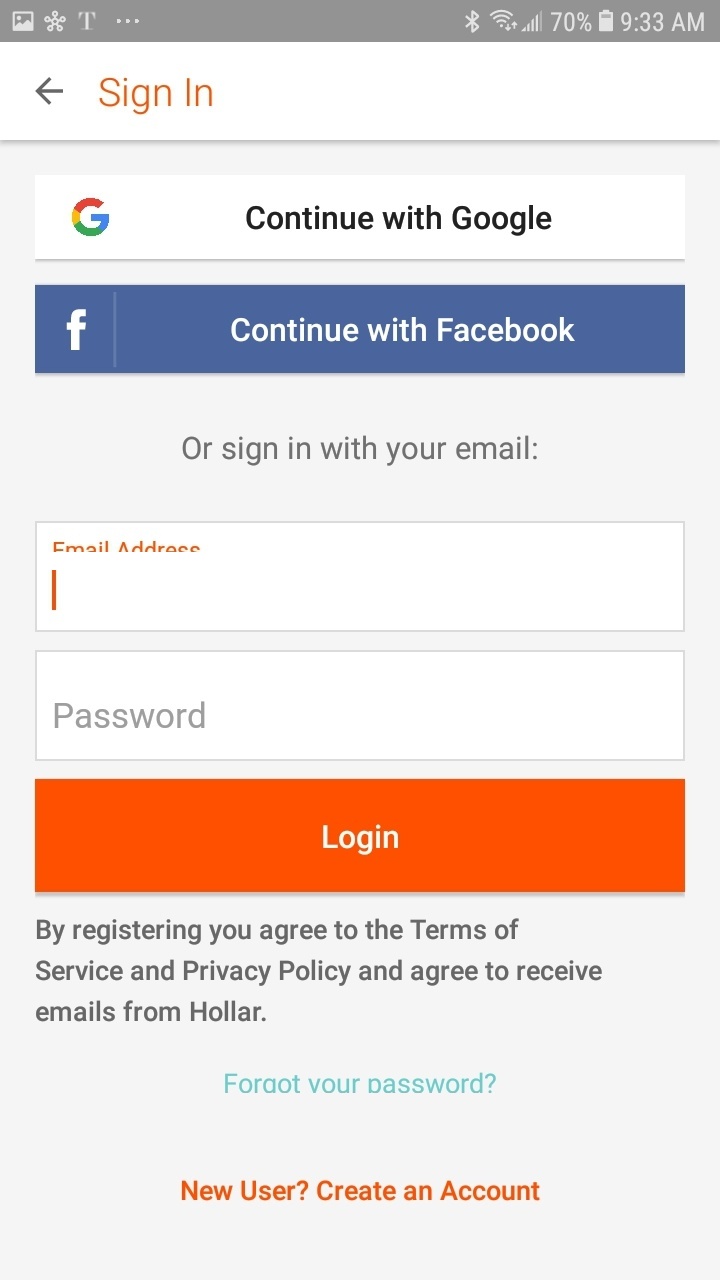 T ... 70% 9:33 AM
Sign In
Continue with Google
f Continue with Facebook
Or sign in with your email:
Email Address
Password
Login
By registering you agree to the Terms of
Service and Privacy Policy and agree to receive
emails from Hollar.
Forgot your password?
New User? Create an Account